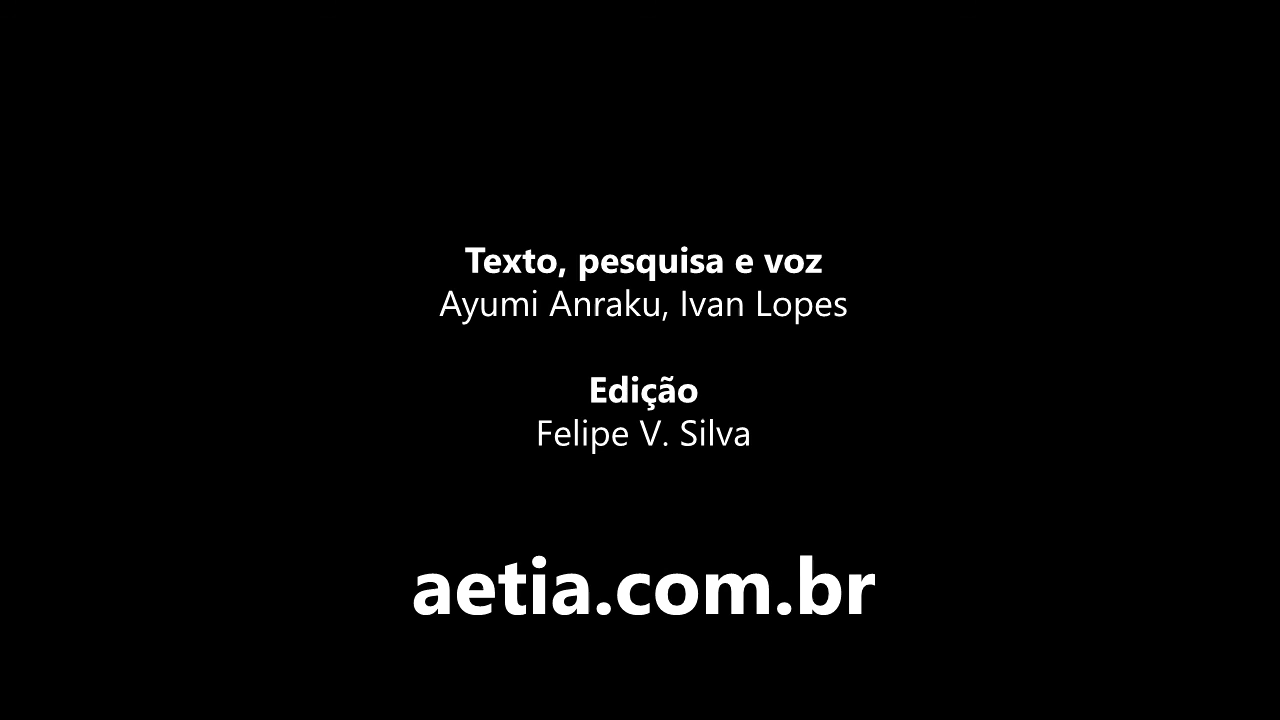 Texto, pesquisa e voz
Ayumi Anraku, Ivan Lopes
Edição
Felipe V. Silva
aetia.com.br